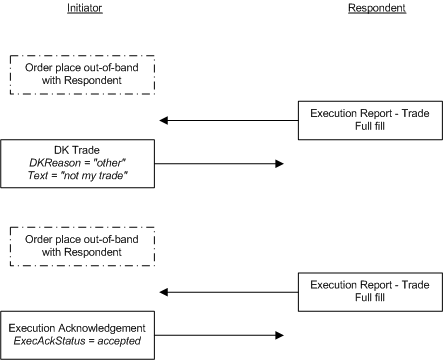 Initiator
Respondent
Order place out-of-band
with Respondent
Execution Report - Trade
Full fill
DK Trade
DKReason = "other"
Text = "not my trade"
Order place out-of-band
with Respondent
Execution Report - Trade
Full fill
Execution Acknowledgement
ExecAckStatus = accepted